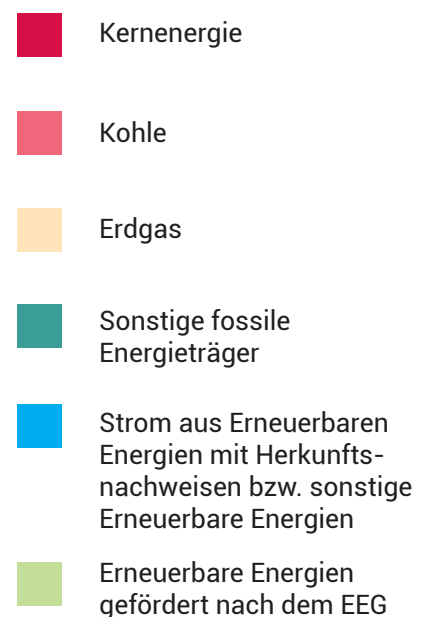 Kernenergie
Kohle
Erdgas
Sonstige fossile
Energieträger
Strom aus Erneuerbaren
Energien mit Herkunfts-
nachweisen bzw. sonstige
Erneuerbare Energien
Erneuerbare Energien
gefördert nach dem EEG